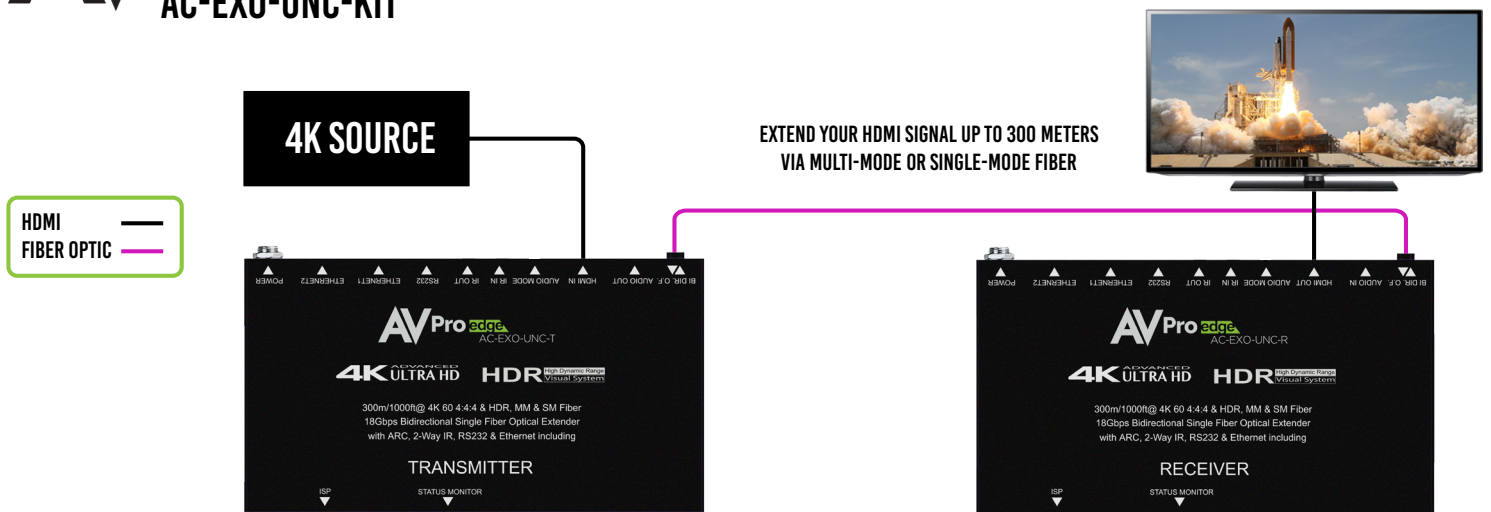 AC-EXO-UNC-KIT
4K SOURCE
EXTEND YOUR HDMI SIGNAL UP TO 300 METERS
VIA MULTI-MODE OR SINGLE-MODE FIBER
HDMI
FIBER OPTIC
POWER ETHERNET2 ETHERNET1 RS232 IR OUT IR IN AUDIO MODE HDMI IN AUDIO OUT BI DIR. O.F.
AVPro edge
AC-EXO-UNC-T
4K ADVANCED ULTRA HD HDR High Dynamic Range Visual System
300m/1000ft@ 4K 60 4:4:4 & HDR, MM & SM Fiber
18Gbps Bidirectional Single Fiber Optical Extender
with ARC, 2-Way IR, RS232 & Ethernet including
TRANSMITTER
ISP STATUS MONITOR
POWER ETHERNET2 ETHERNET1 RS232 IR OUT IR IN AUDIO MODE HDMI OUT AUDIO IN BI DIR. O.F.
AVPro edge
AC-EXO-UNC-R
4K ADVANCED ULTRA HD HDR High Dynamic Range Visual System
300m/1000ft@ 4K 60 4:4:4 & HDR, MM & SM Fiber
18Gbps Bidirectional Single Fiber Optical Extender
with ARC, 2-Way IR, RS232 & Ethernet including
RECEIVER
ISP STATUS MONITOR